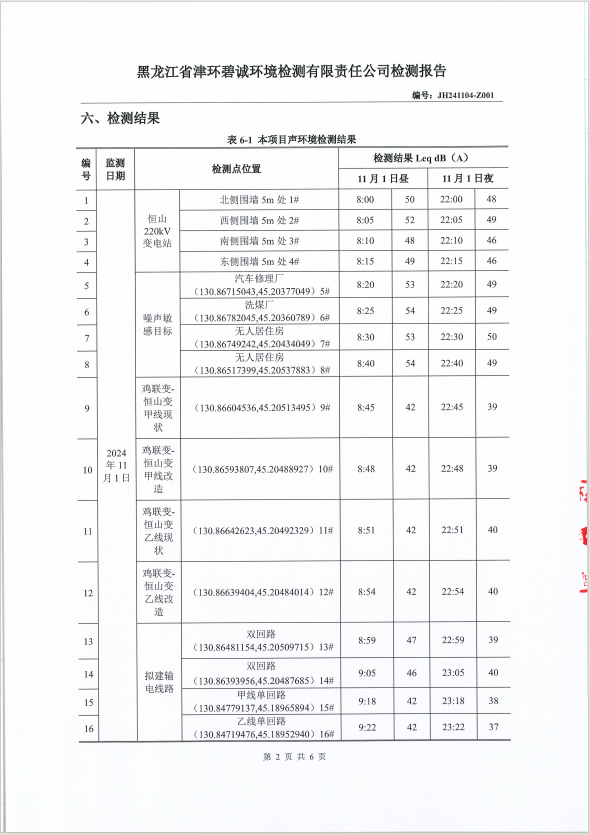 黑龙江省津环碧诚环境检测有限责任公司检测报告
编号：JH241104-Z001
六、检测结果
表 6-1 本项目声环境检测结果
编号 监测日期 检测点位置 检测结果 Leq dB（A）
11 月 1 日昼 11 月 1 日夜
2024年 11月 1 日
恒山220kV变电站
1 北侧围墙 5m 处 1# 8:00 50 22:00 48
2 西侧围墙 5m 处 2# 8:05 52 22:05 49
3 南侧围墙 5m 处 3# 8:10 48 22:10 46
4 东侧围墙 5m 处 4# 8:15 49 22:15 46
噪声敏感目标
5 汽车修理厂（130.86715043,45.20377049）5# 8:20 53 22:20 49
6 洗煤厂（130.86782045,45.20360789）6# 8:25 54 22:25 49
7 无人居住房（130.86749242,45.20434049）7# 8:30 53 22:30 50
8 无人居住房（130.86517399,45.20537883）8# 8:40 54 22:40 49
9 鸡联变-恒山变甲线现状 （130.86604536,45.20513495）9# 8:45 42 22:45 39
10 鸡联变-恒山变甲线改造 （130.86593807,45.20488927）10# 8:48 42 22:48 39
11 鸡联变-恒山变乙线现状 （130.86642623,45.20492329）11# 8:51 42 22:51 40
12 鸡联变-恒山变乙线改造 （130.86639404,45.20484014）12# 8:54 42 22:54 40
拟建输电线路
13 双回路（130.86481154,45.20509715）13# 8:59 47 22:59 39
14 双回路（130.86393956,45.20487685）14# 9:05 46 23:05 40
15 甲线单回路（130.84779137,45.18965894）15# 9:18 42 23:18 38
16 乙线单回路（130.84719476,45.18952940）16# 9:22 42 23:22 37
第 2 页 共 6 页